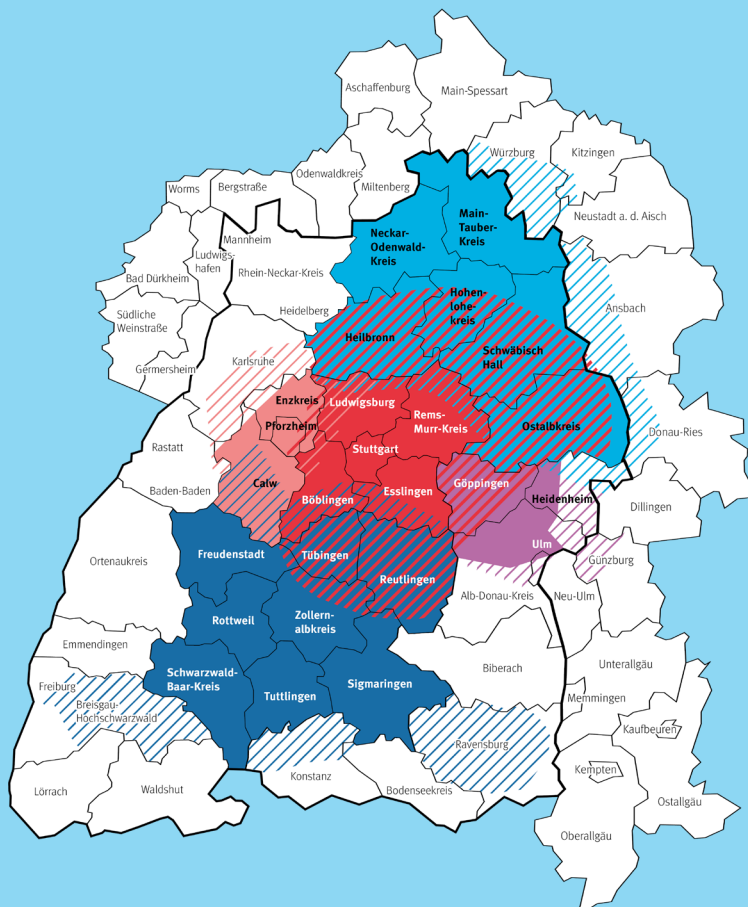 Aschaffenburg
Main-Spessart
Würzburg
Kitzingen
Odenwaldkreis
Miltenberg
Worms
Bergstraße
Neustadt a. d. Aisch
Main-
Tauber-
Kreis
Neckar-
Odenwald-
Kreis
Mannheim
Ludwigs-
hafen
Rhein-Neckar-Kreis
Bad Dürkheim
Hohen-
lohe-
kreis
Ansbach
Heidelberg
Südliche
Weinstraße
Heilbronn
Schwäbisch
Hall
Germersheim
Karlsruhe
Enzkreis
Ludwigsburg
Rems-
Murr-Kreis
Pforzheim
Ostalbkreis
Donau-Ries
Rastatt
Stuttgart
Calw
Göppingen
Baden-Baden
Böblingen
Esslingen
Heidenheim
Dillingen
Ulm
Freudenstadt
Tübingen
Reutlingen
Günzburg
Ortenaukreis
Alb-Donau-Kreis
Neu-Ulm
Rottweil
Zollern-
albkreis
Emmendingen
Biberach
Unterallgäu
Schwarzwald-
Baar-Kreis
Freiburg
Tuttlingen
Sigmaringen
Memmingen
Breisgau-
Hochschwarzwald
Kaufbeuren
Ravensburg
Kempten
Konstanz
Lörrach
Waldshut
Bodenseekreis
Ostallgäu
Oberallgäu